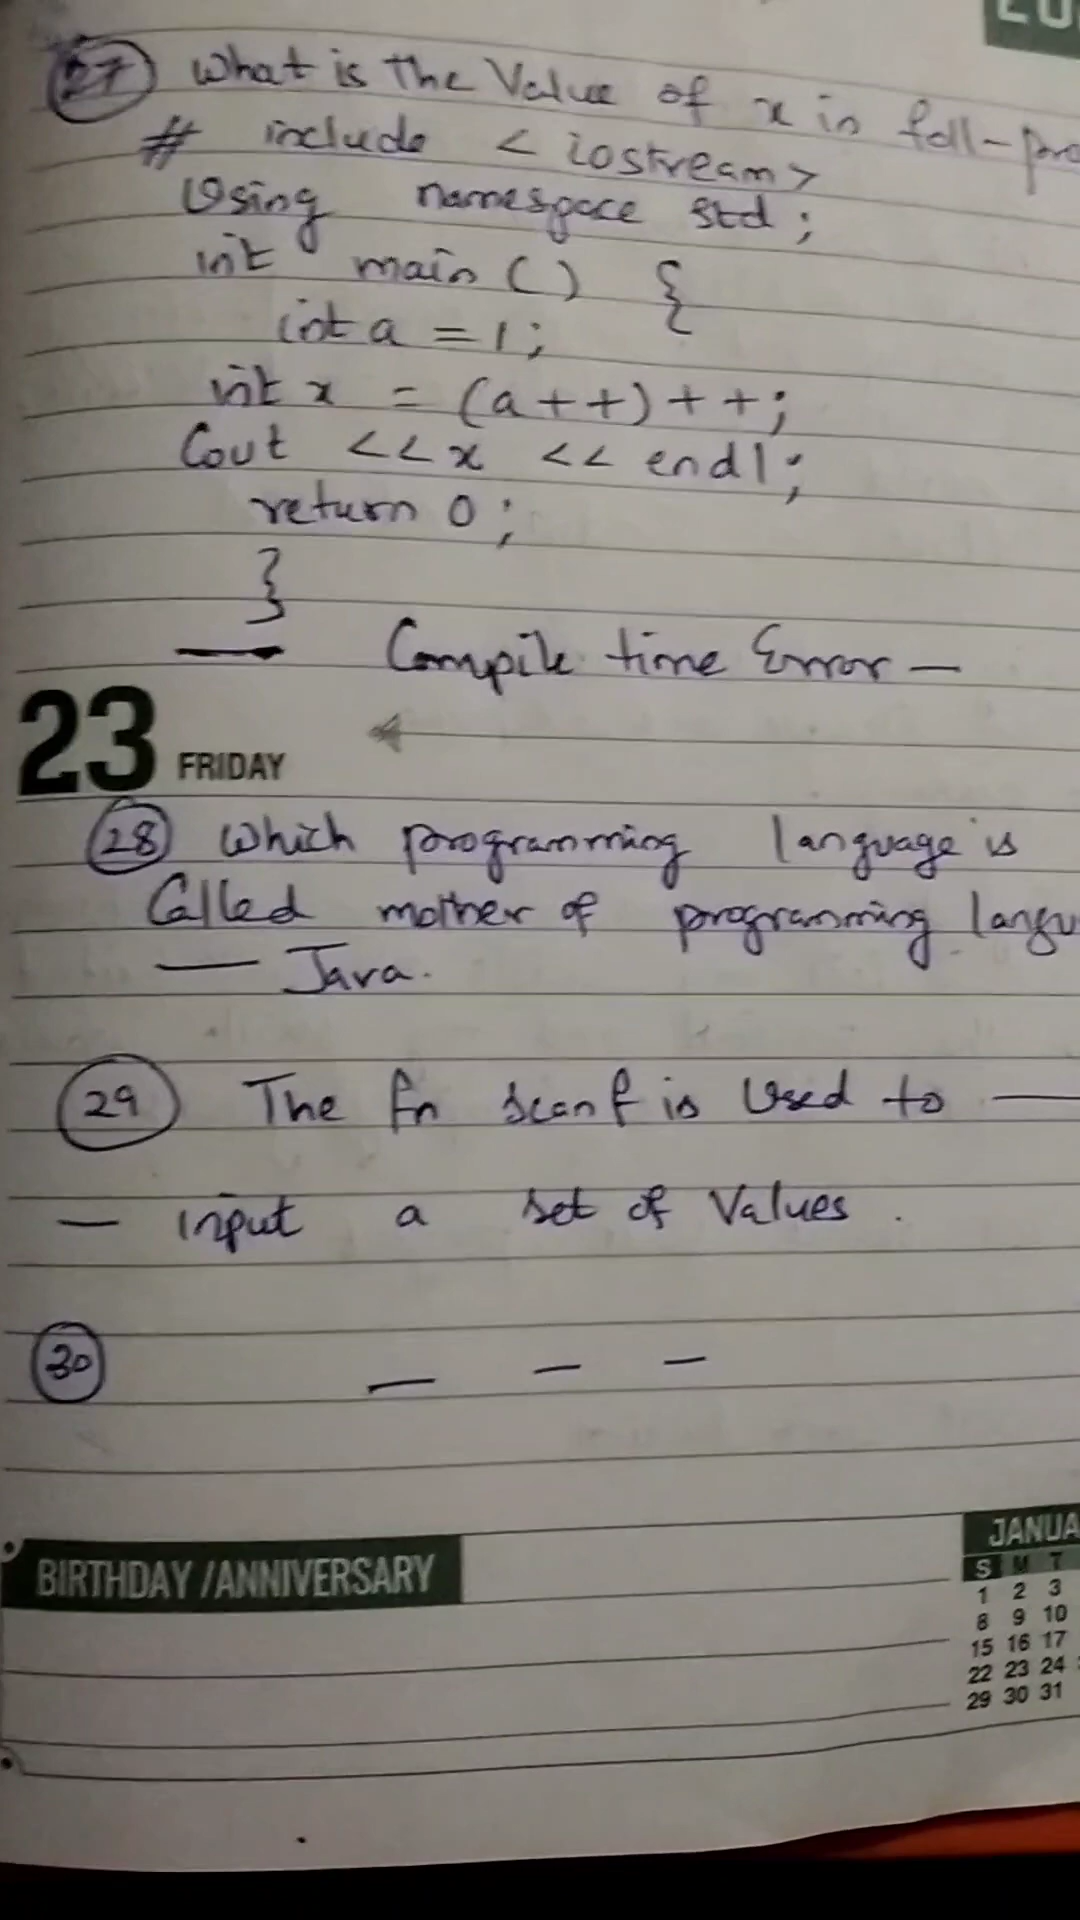 27 What is The Value of x in foll-pro
# include < iostream>
Using namespace std;
int main () {
int a = 1;
int x = (a++)++;
Cout <<x << endl;
return 0;
}
— Compile time Error —
23 FRIDAY
28 Which programming language is
Called mother of programming langu
— Java.
29 The fn scanf is Used to —
— input a set of Values.
30 — — —
BIRTHDAY /ANNIVERSARY
JANUA
S M T
1 2 3
8 9 10
15 16 17
22 23 24
29 30 31